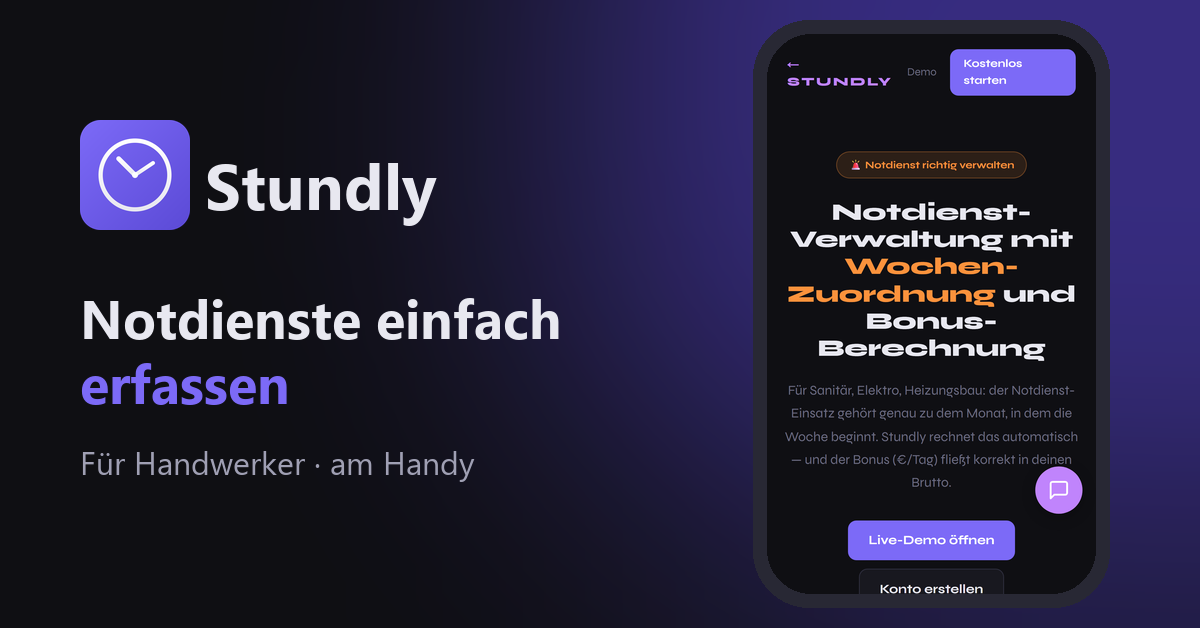 Stundly
Notdienste einfach
erfassen
Für Handwerker · am Handy
←
STUNDLY
Demo
Kostenlos
starten
🚨 Notdienst richtig verwalten
Notdienst-
Verwaltung mit
Wochen-
Zuordnung und
Bonus-
Berechnung
Für Sanitär, Elektro, Heizungsbau: der Notdienst-
Einsatz gehört genau zu dem Monat, in dem die
Woche beginnt. Stundly rechnet das automatisch
— und der Bonus (€/Tag) fließt korrekt in deinen
Brutto.
Live-Demo öffnen
Konto erstellen